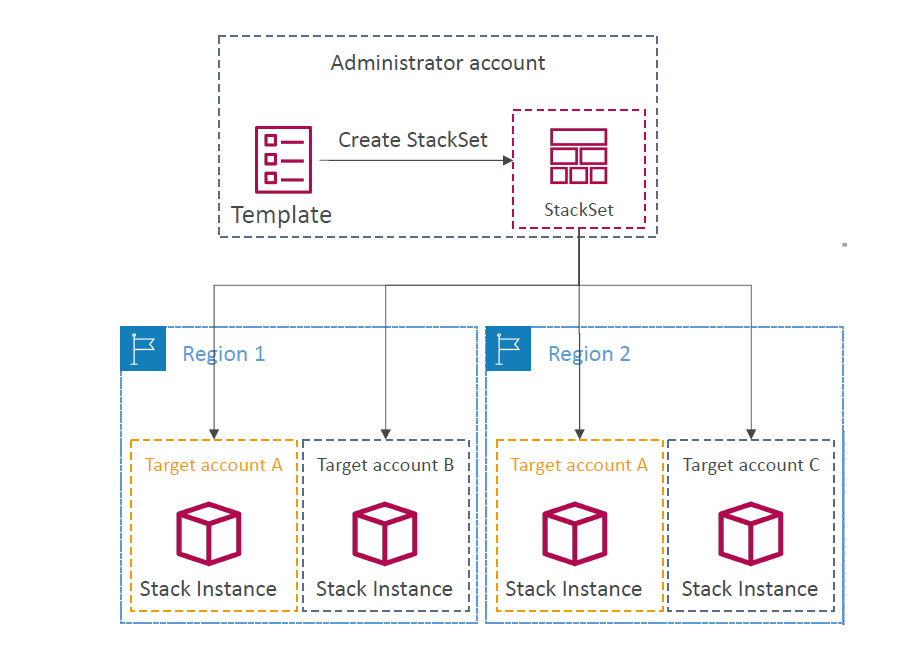 Administrator account
Create StackSet
Template
StackSet
Region 1
Region 2
Target account A
Target account B
Target account A
Target account C
Stack Instance
Stack Instance
Stack Instance
Stack Instance